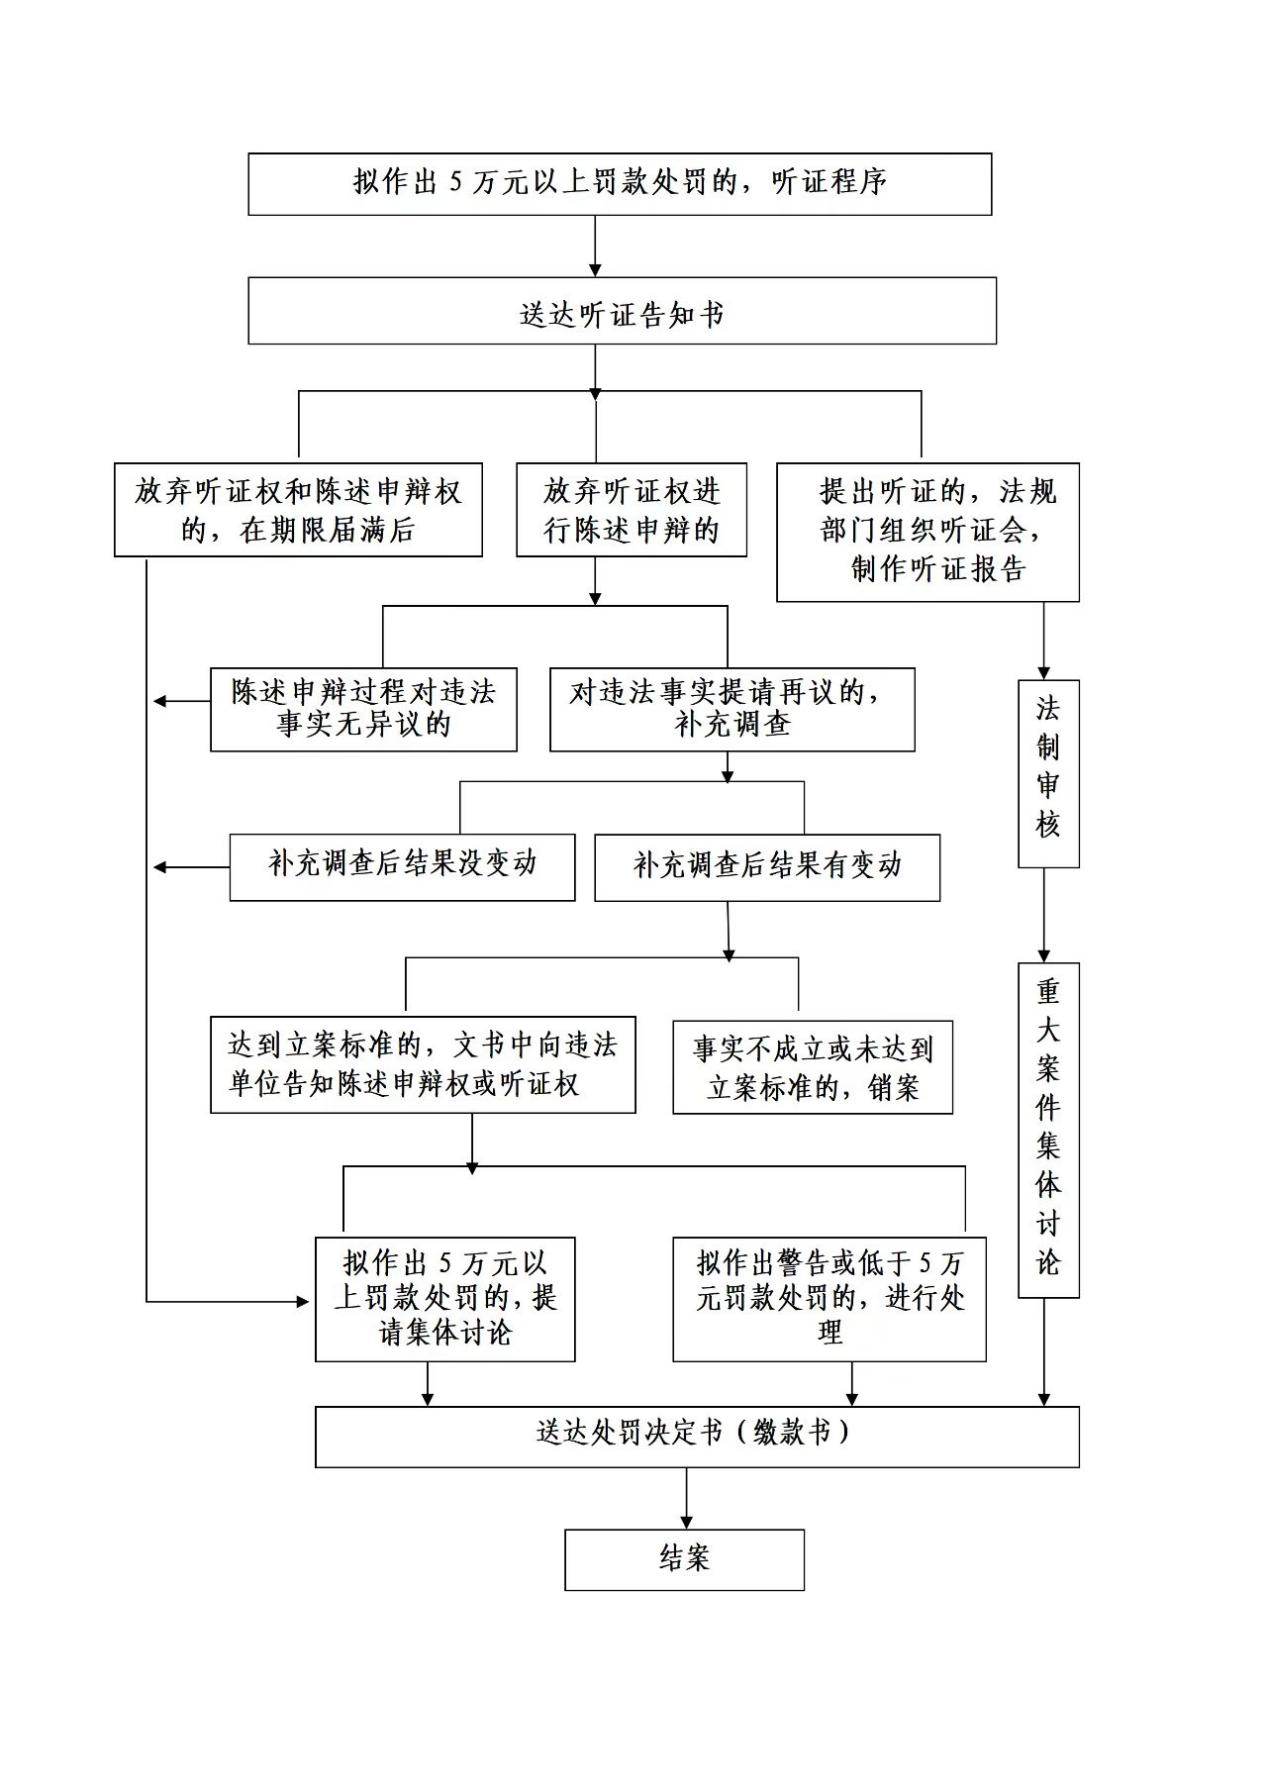 拟作出 5 万元以上罚款处罚的，听证程序
送达听证告知书
放弃听证权和陈述申辩权
的，在期限届满后
放弃听证权进
行陈述申辩的
提出听证的，法规
部门组织听证会，
制作听证报告
陈述申辩过程对违法
事实无异议的
对违法事实提请再议的，
补充调查
法
制
审
核
补充调查后结果没变动
补充调查后结果有变动
达到立案标准的，文书中向违法
单位告知陈述申辩权或听证权
事实不成立或未达到
立案标准的，销案
重
大
案
件
集
体
讨
论
拟作出 5 万元以
上罚款处罚的，提
请集体讨论
拟作出警告或低于 5 万
元罚款处罚的，进行处
理
送达处罚决定书（缴款书）
结案